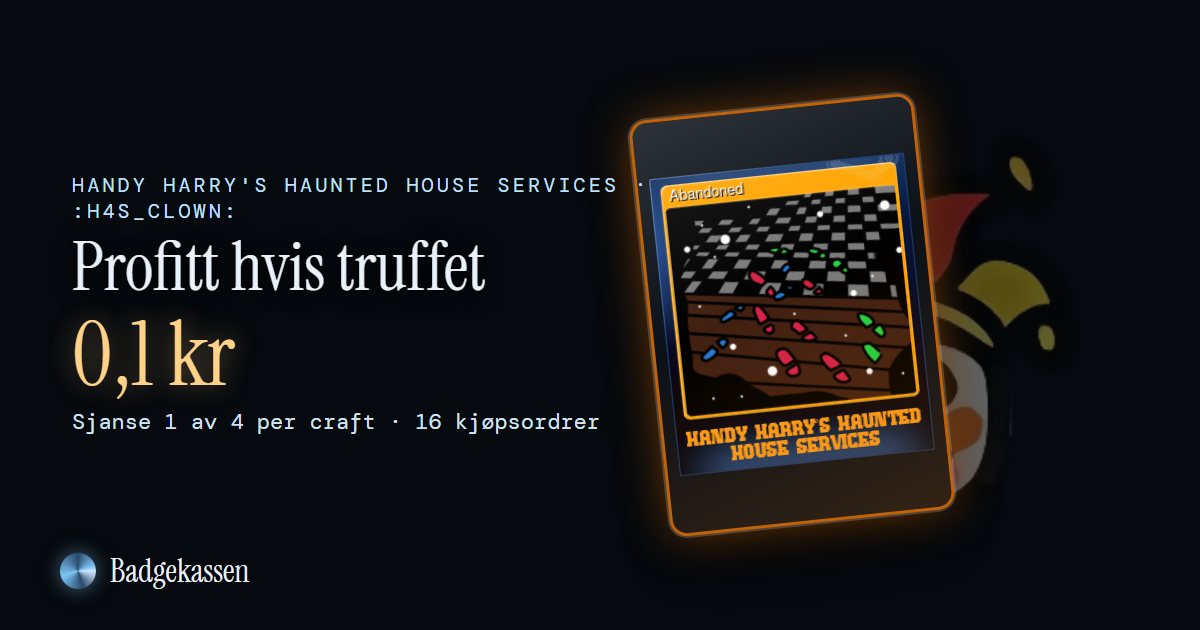 HANDY HARRY'S HAUNTED HOUSE SERVICES ·
:H4S_CLOWN:
Profitt hvis truffet
0,1 kr
Sjanse 1 av 4 per craft · 16 kjøpsordrer
Badgekassen
Abandoned
HANDY HARRY'S HAUNTED
HOUSE SERVICES